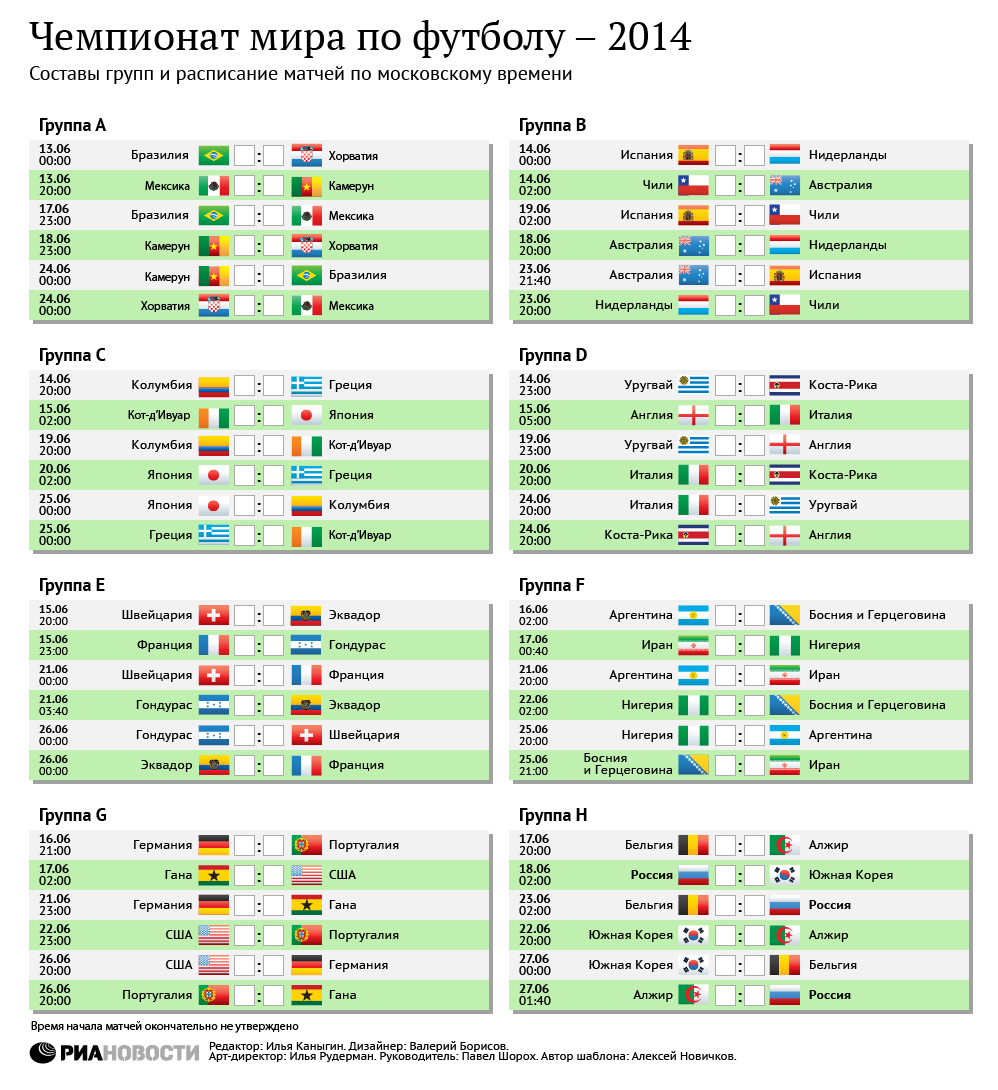 Чемпионат мира по футболу – 2014
Составы групп и расписание матчей по московскому времени
Группа A
13.06
00:00 Бразилия : Хорватия
13.06
20:00 Мексика : Камерун
17.06
23:00 Бразилия : Мексика
18.06
23:00 Камерун : Хорватия
24.06
00:00 Камерун : Бразилия
24.06
00:00 Хорватия : Мексика
Группа B
14.06
00:00 Испания : Нидерланды
14.06
02:00 Чили : Австралия
19.06
02:00 Испания : Чили
18.06
20:00 Австралия : Нидерланды
23.06
21:40 Австралия : Испания
23.06
20:00 Нидерланды : Чили
Группа C
14.06
20:00 Колумбия : Греция
15.06
02:00 Кот-д’Ивуар : Япония
19.06
20:00 Колумбия : Кот-д’Ивуар
20.06
02:00 Япония : Греция
25.06
00:00 Япония : Колумбия
25.06
00:00 Греция : Кот-д’Ивуар
Группа D
14.06
23:00 Уругвай : Коста-Рика
15.06
05:00 Англия : Италия
19.06
23:00 Уругвай : Англия
20.06
20:00 Италия : Коста-Рика
24.06
20:00 Италия : Уругвай
24.06
20:00 Коста-Рика : Англия
Группа E
15.06
20:00 Швейцария : Эквадор
15.06
23:00 Франция : Гондурас
21.06
00:00 Швейцария : Франция
21.06
03:40 Гондурас : Эквадор
26.06
00:00 Гондурас : Швейцария
26.06
00:00 Эквадор : Франция
Группа F
16.06
02:00 Аргентина : Босния и Герцеговина
17.06
00:40 Иран : Нигерия
21.06
20:00 Аргентина : Иран
22.06
02:00 Нигерия : Босния и Герцеговина
25.06
20:00 Нигерия : Аргентина
25.06 Босния
21:00 и Герцеговина : Иран
Группа G
16.06
21:00 Германия : Португалия
17.06
02:00 Гана : США
21.06
23:00 Германия : Гана
22.06
23:00 США : Португалия
26.06
20:00 США : Германия
26.06
20:00 Португалия : Гана
Группа H
17.06
20:00 Бельгия : Алжир
18.06
02:00 Россия : Южная Корея
23.06
02:00 Бельгия : Россия
22.06
20:00 Южная Корея : Алжир
27.06
00:00 Южная Корея : Бельгия
27.06
01:40 Алжир : Россия
Время начала матчей окончательно не утверждено
РИАНОВОСТИ
Редактор: Илья Каныгин. Дизайнер: Валерий Борисов.
Арт-директор: Илья Рудерман. Руководитель: Павел Шорох. Автор шаблона: Алексей Новичков.